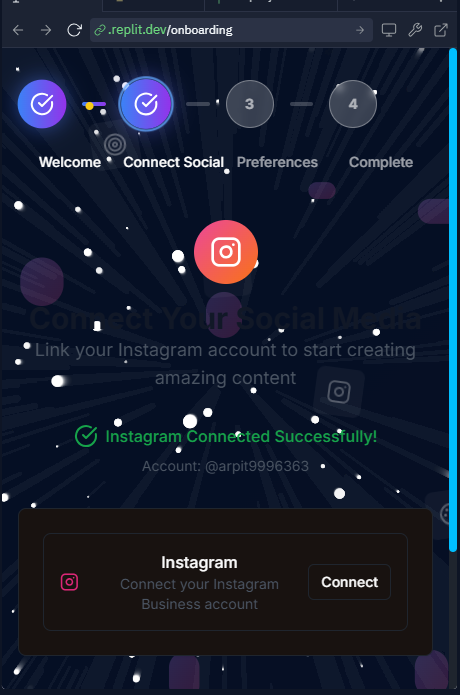 .replit.dev/onboarding
3
4
Welcome
Connect Social
Preferences
Complete
Connect Your Social Media
Link your Instagram account to start creating
amazing content
Instagram Connected Successfully!
Account: @arpit9996363
Instagram
Connect your Instagram
Business account
Connect